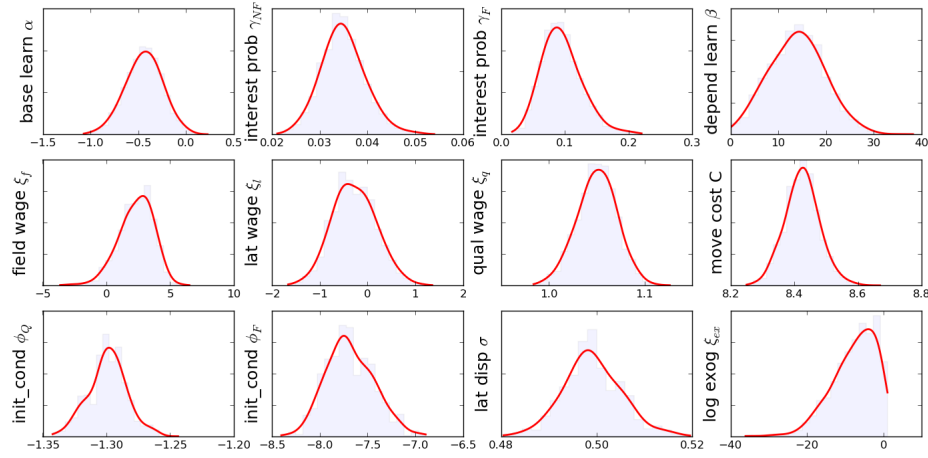 base learn α
−1.5 −1.0 −0.5 0.0 0.5
interest prob γ_NF
0.02 0.03 0.04 0.05 0.06
interest prob γ_F
0.0 0.1 0.2 0.3
depend learn β
0 10 20 30 40
field wage ξ_f
−5 0 5 10
lat wage ξ_l
−2 −1 0 1 2
qual wage ξ_q
1.0 1.1
move cost C
8.2 8.4 8.6 8.8
init_cond ϕ_Q
−1.35 −1.30 −1.25 −1.20
init_cond ϕ_F
−8.5 −8.0 −7.5 −7.0 −6.5
lat disp σ
0.48 0.50 0.52
log exog ξ_ex
−40 −20 0